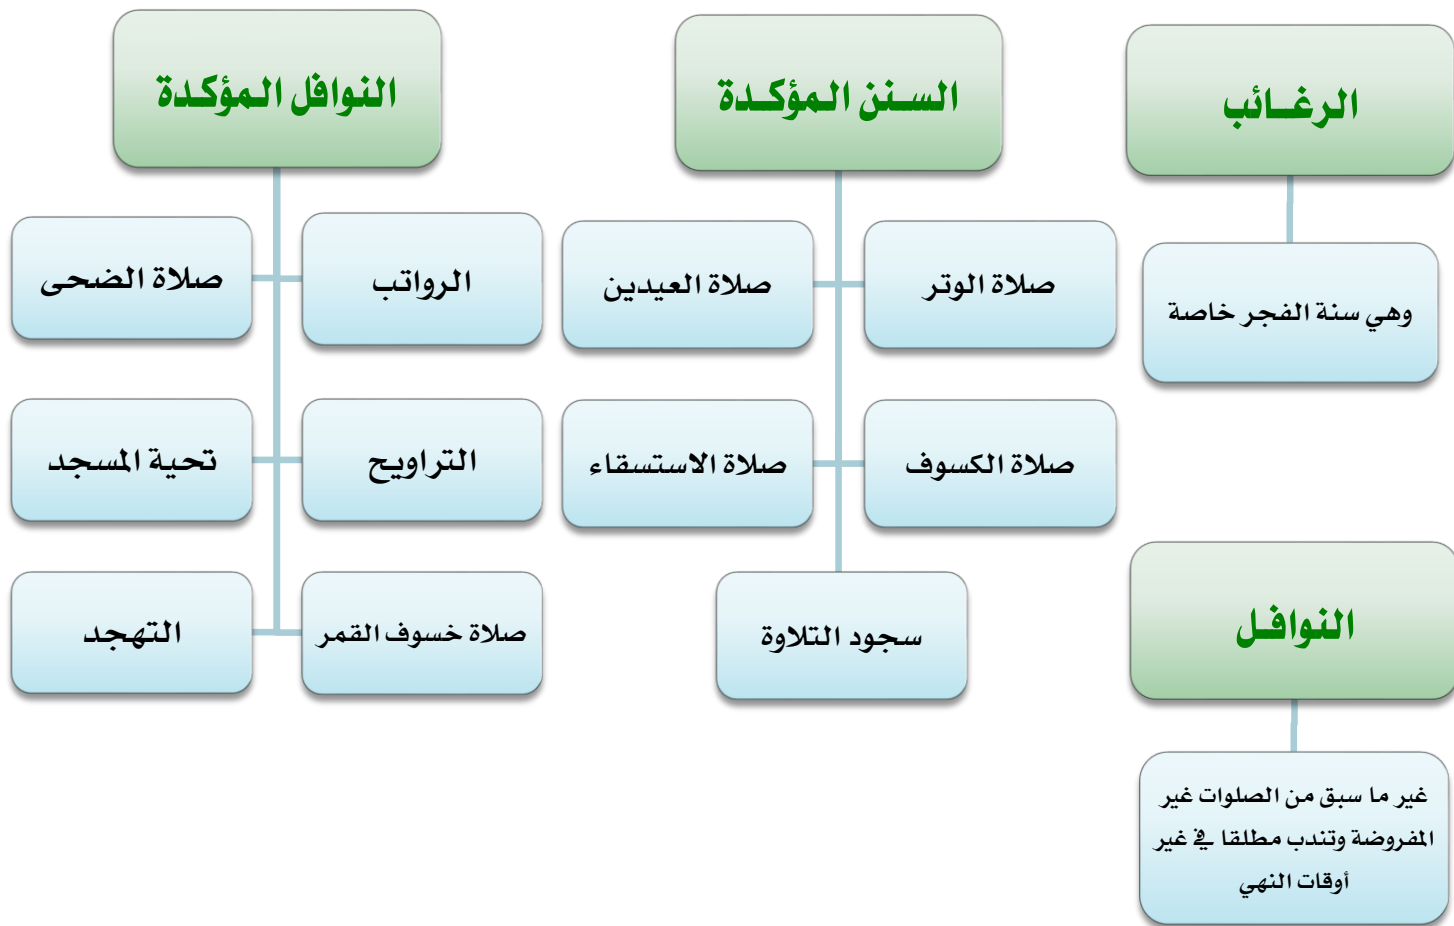 الرغائب
وهي سنة الفجر خاصة
السنن المؤكدة
صلاة الوتر
صلاة العيدين
صلاة الكسوف
صلاة الاستسقاء
سجود التلاوة
النوافل المؤكدة
الرواتب
صلاة الضحى
التراويح
تحية المسجد
صلاة خسوف القمر
التهجد
النوافل
غير ما سبق من الصلوات غير
المفروضة وتندب مطلقا في غير
أوقات النهي